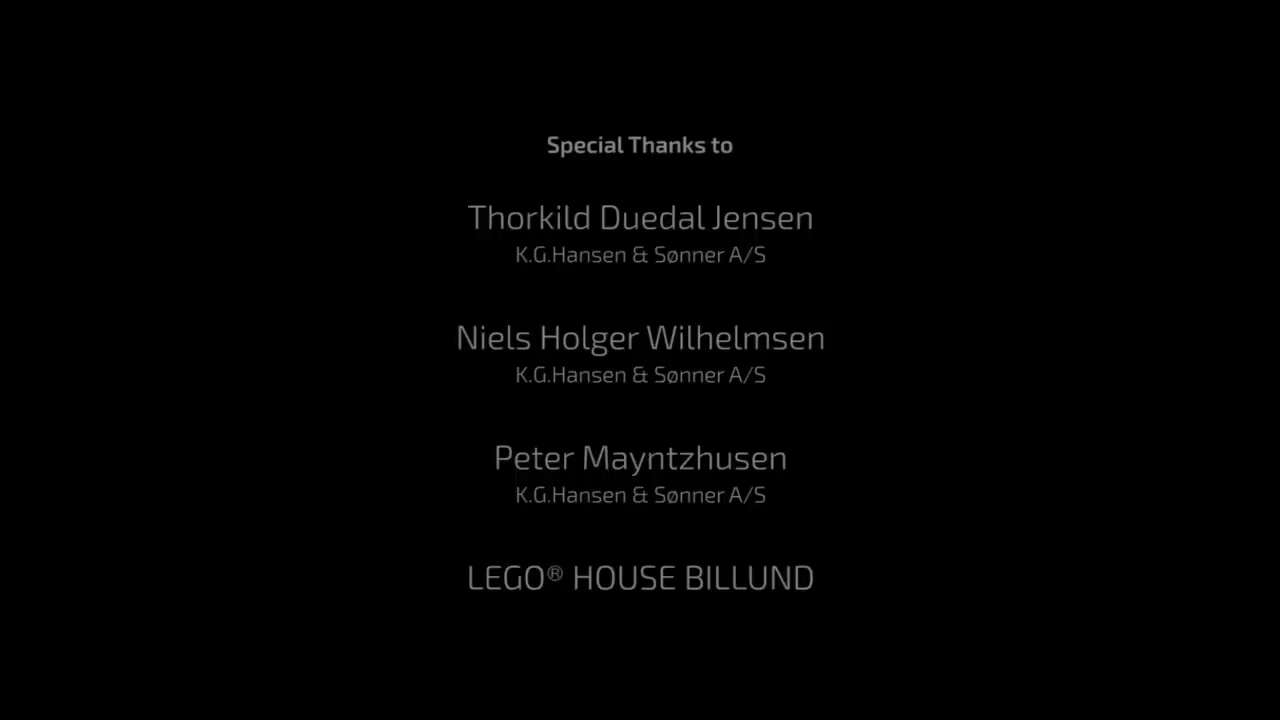 Special Thanks to
Thorkild Duedal Jensen
K.G.Hansen & Sønner A/S
Niels Holger Wilhelmsen
K.G.Hansen & Sønner A/S
Peter Mayntzhusen
K.G.Hansen & Sønner A/S
LEGO® HOUSE BILLUND